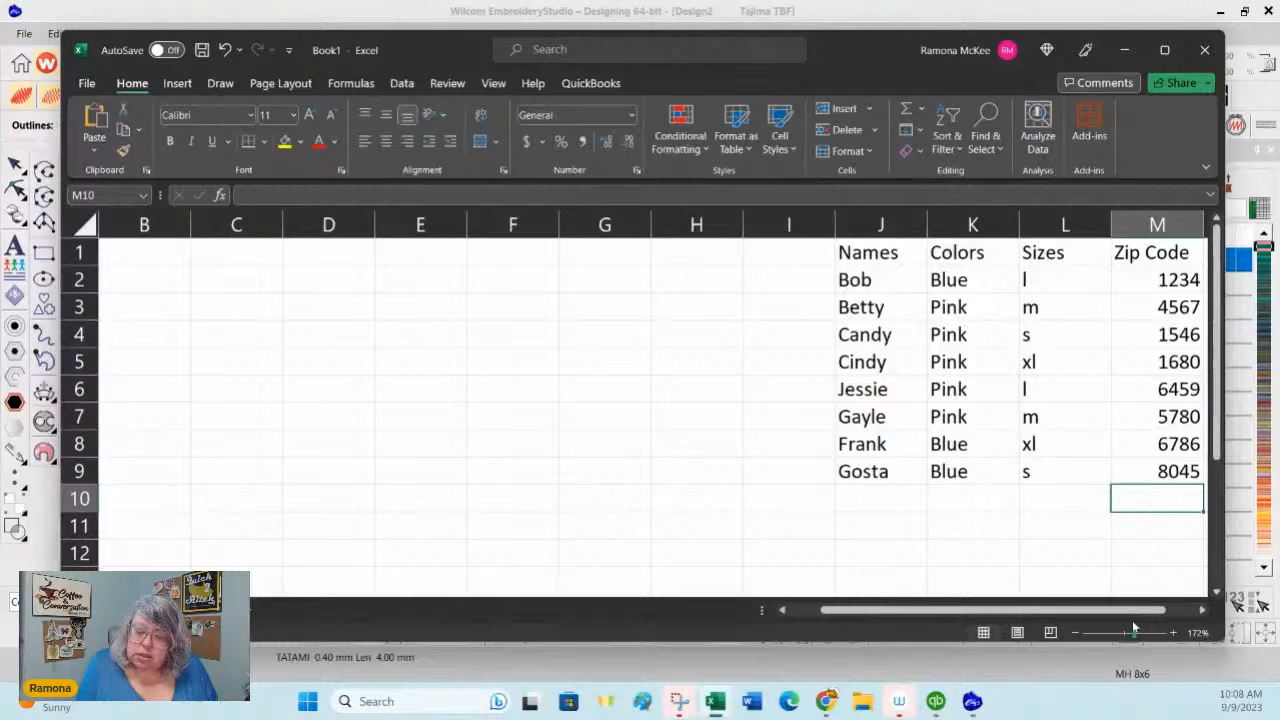 Wilcom EmbroideryStudio – Designing 64-bit - [Design2 Tajima TBF]
File
AutoSave Off Book1 - Excel Search Ramona McKee RM
File Home Insert Draw Page Layout Formulas Data Review View Help QuickBooks Comments Share
Outlines:
Paste Calibri 11 General Conditional Formatting Format as Table Cell Styles Insert Delete Format Sort & Filter Find & Select Analyze Data Add-ins
Clipboard Font Alignment Number Styles Cells Editing Analysis Add-ins
M10 fx
B C D E F G H I J K L M
1 Names Colors Sizes Zip Code
2 Bob Blue l 1234
3 Betty Pink m 4567
4 Candy Pink s 1546
5 Cindy Pink xl 1680
6 Jessie Pink l 6459
7 Gayle Pink m 5780
8 Frank Blue xl 6786
9 Gosta Blue s 8045
10
11
12
Coffee & Conversation
172%
TATAMI 0.40 mm Len 4.00 mm
MH 8x6
Ramona
Sunny
Search
10:08 AM
9/9/2023